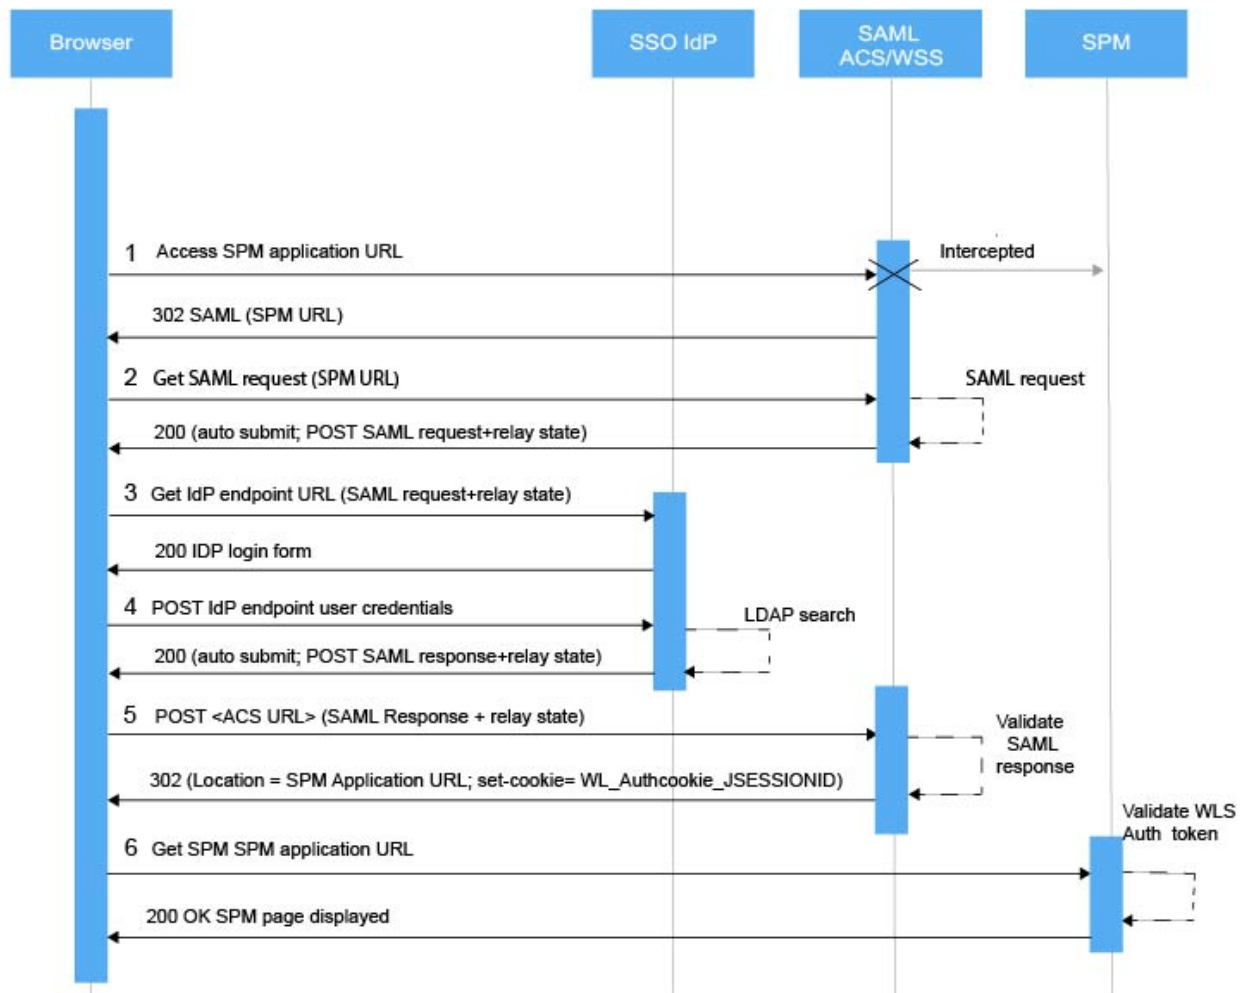 Browser
SSO IdP
SAML
ACS/WSS
SPM
1 Access SPM application URL
Intercepted
302 SAML (SPM URL)
2 Get SAML request (SPM URL)
SAML request
200 (auto submit; POST SAML request+relay state)
3 Get IdP endpoint URL (SAML request+relay state)
200 IDP login form
4 POST IdP endpoint user credentials
LDAP search
200 (auto submit; POST SAML response+relay state)
5 POST <ACS URL> (SAML Response + relay state)
Validate
SAML
response
302 (Location = SPM Application URL; set-cookie= WL_Authcookie_JSESSIONID)
Validate WLS
Auth token
6 Get SPM SPM application URL
200 OK SPM page displayed